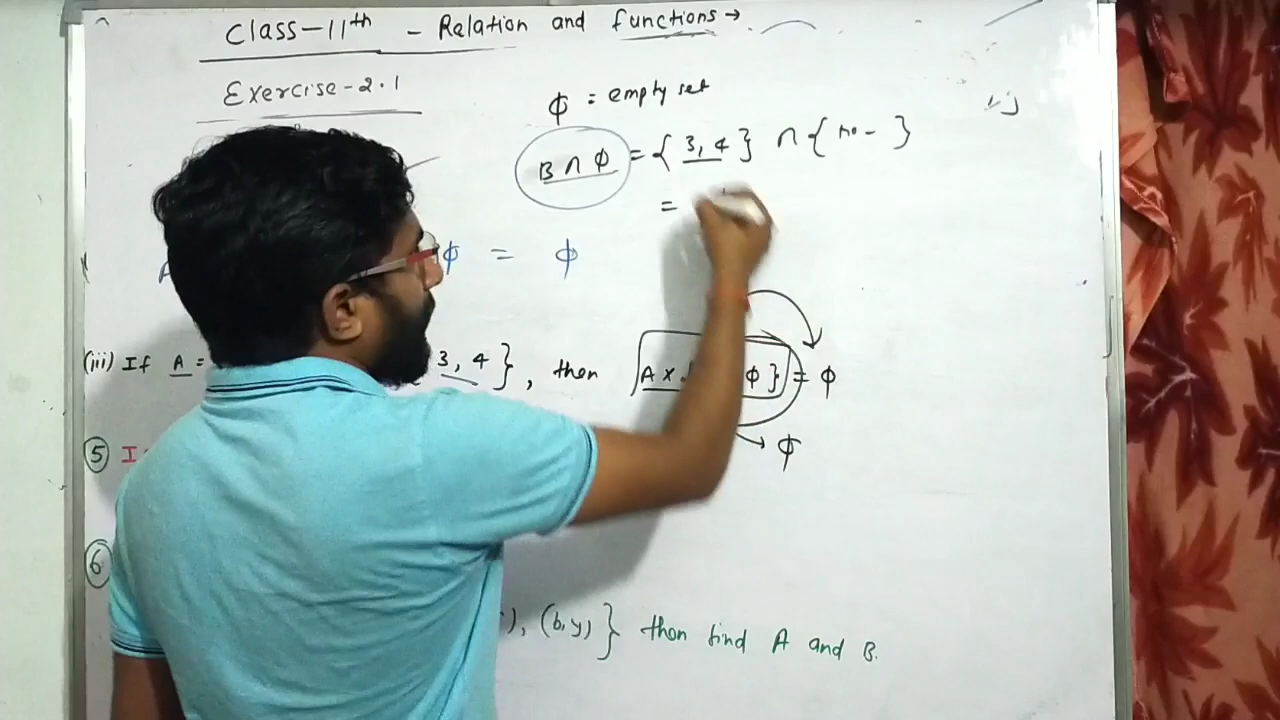 Class-11th - Relation and functions→
Exercise-2.1
ϕ = empty set
B ∩ ϕ = { 3, 4 } ∩ { no - }
=
A ϕ = ϕ
(iii) If A = 3, 4 }, then A × { ϕ } = ϕ
→ ϕ
⑤ I
⑥
), (b,y) } then find A and B.